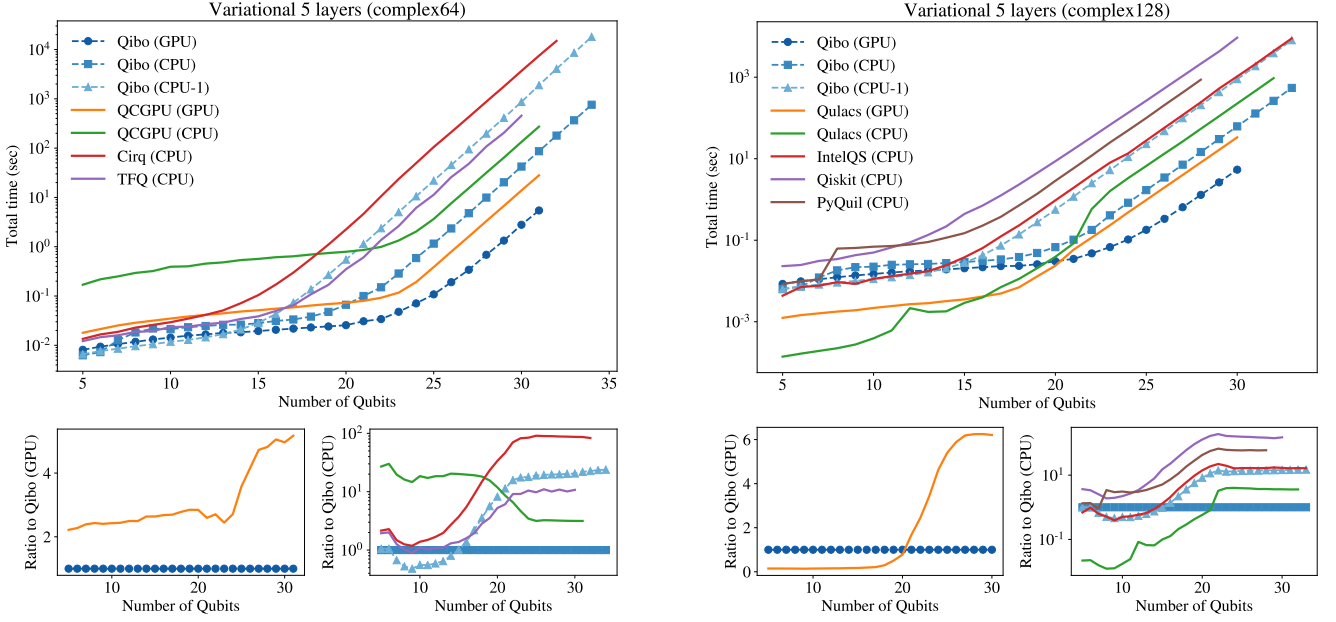 Variational 5 layers (complex64)
Total time (sec)
10^4
10^3
10^2
10^1
10^0
10^-1
10^-2
Qibo (GPU)
Qibo (CPU)
Qibo (CPU-1)
QCGPU (GPU)
QCGPU (CPU)
Cirq (CPU)
TFQ (CPU)
5 10 15 20 25 30 35
Number of Qubits
Ratio to Qibo (GPU)
4
2
10 20 30
Number of Qubits
Ratio to Qibo (CPU)
10^2
10^1
10^0
10 20 30
Number of Qubits
Variational 5 layers (complex128)
Total time (sec)
10^3
10^1
10^-1
10^-3
Qibo (GPU)
Qibo (CPU)
Qibo (CPU-1)
Qulacs (GPU)
Qulacs (CPU)
IntelQS (CPU)
Qiskit (CPU)
PyQuil (CPU)
5 10 15 20 25 30
Number of Qubits
Ratio to Qibo (GPU)
6
4
2
0
10 20 30
Number of Qubits
Ratio to Qibo (CPU)
10^1
10^-1
10 20 30
Number of Qubits